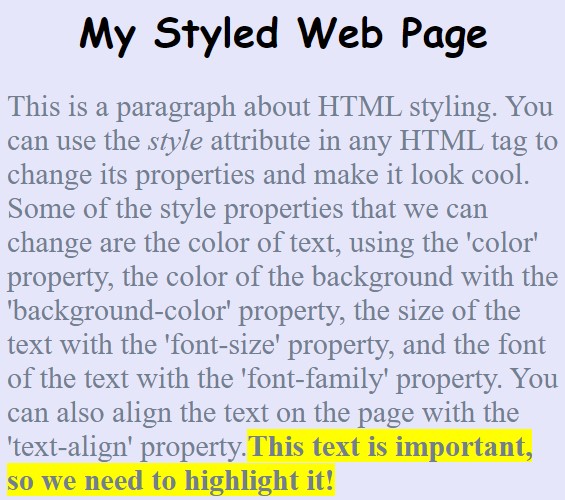 My Styled Web Page
This is a paragraph about HTML styling. You
can use the style attribute in any HTML tag to
change its properties and make it look cool.
Some of the style properties that we can
change are the color of text, using the 'color'
property, the color of the background with the
'background-color' property, the size of the
text with the 'font-size' property, and the font
of the text with the 'font-family' property. You
can also align the text on the page with the
'text-align' property.This text is important,
so we need to highlight it!